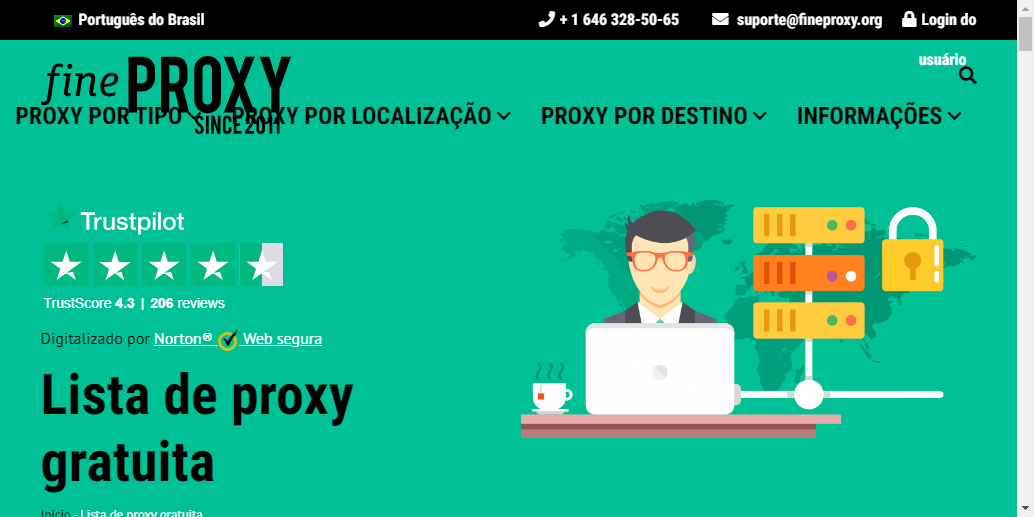 Português do Brasil
+ 1 646 328-50-65
suporte@fineproxy.org
Login do
usuário
fine PROXY
SINCE 2011
PROXY POR TIPO
PROXY POR LOCALIZAÇÃO
PROXY POR DESTINO
INFORMAÇÕES
Trustpilot
TrustScore 4.3 | 206 reviews
Digitalizado por Norton® Web segura
Lista de proxy
gratuita
Início - Lista de proxy gratuita